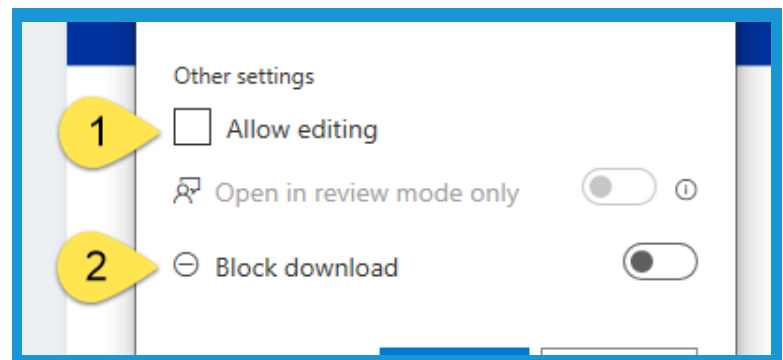 Other settings
1 Allow editing
Open in review mode only
2 Block download